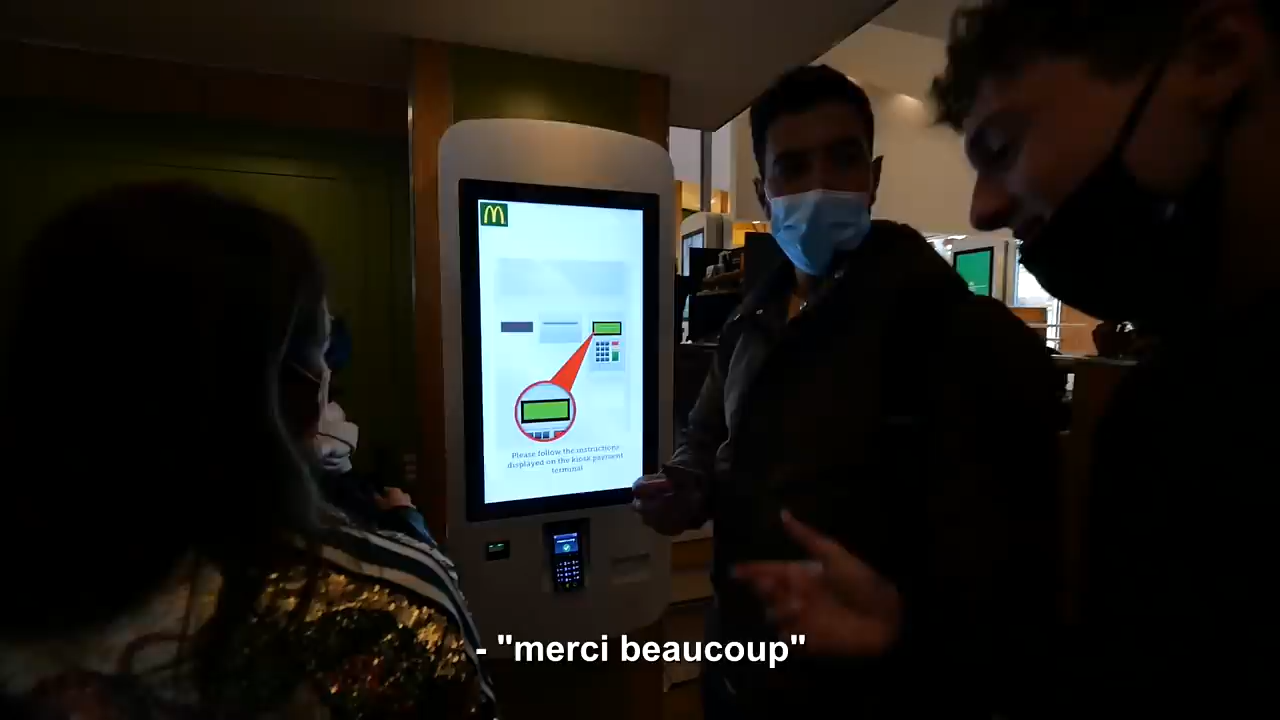 Please follow the instructions
displayed on the kiosk payment
terminal
- "merci beaucoup"